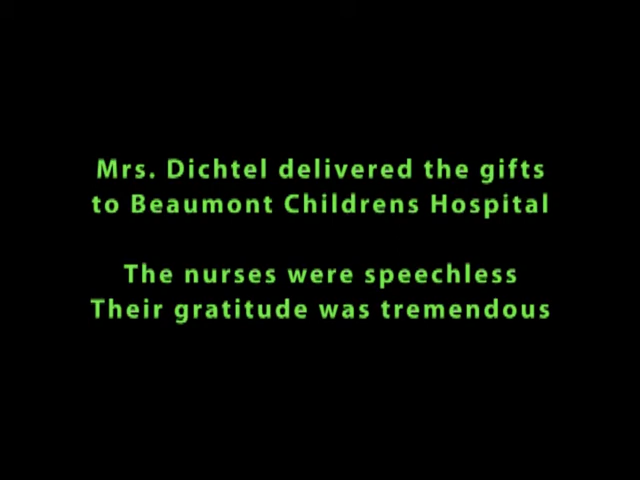 Mrs. Dichtel delivered the gifts
to Beaumont Childrens Hospital
The nurses were speechless
Their gratitude was tremendous